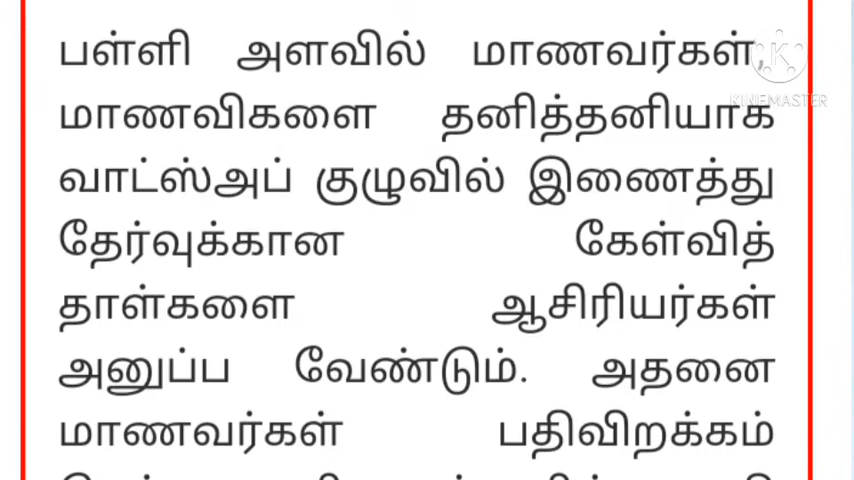 பள்ளி அளவில் மாணவர்கள்,
மாணவிகளை தனித்தனியாக
வாட்ஸ்அப் குழுவில் இணைத்து
தேர்வுக்கான கேள்வித்
தாள்களை ஆசிரியர்கள்
அனுப்ப வேண்டும். அதனை
மாணவர்கள் பதிவிறக்கம்
K
KINEMASTER